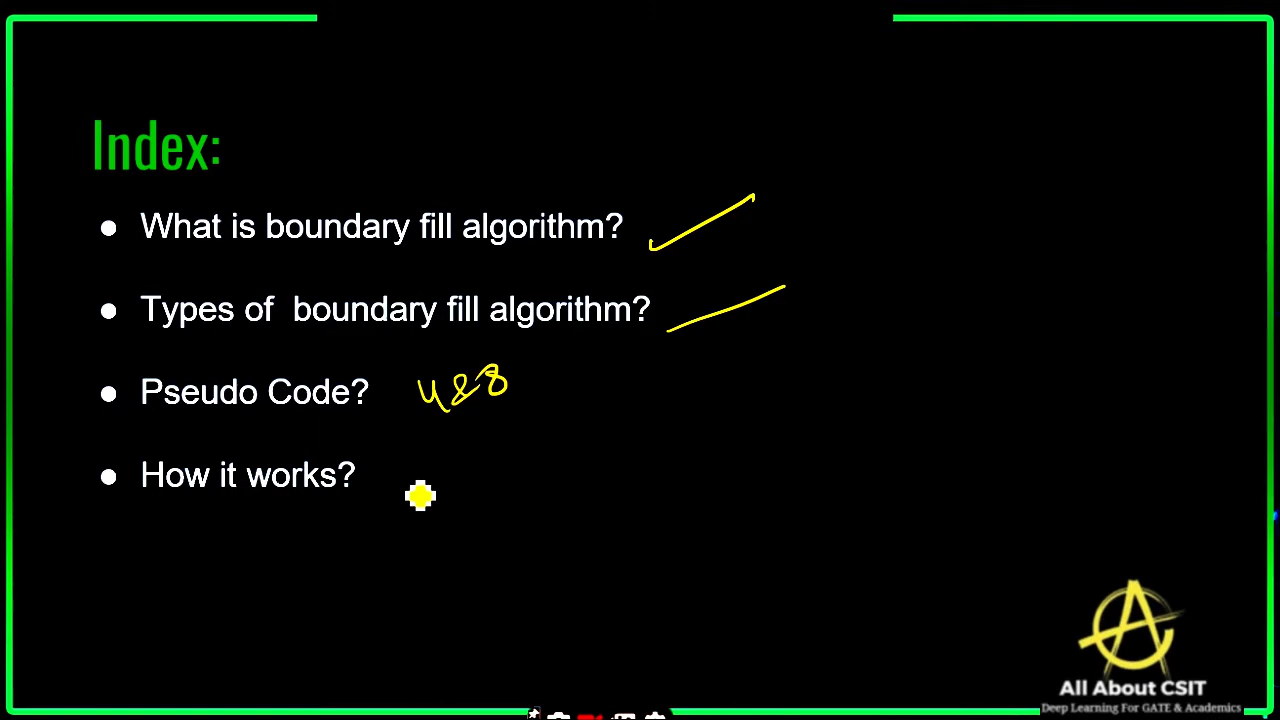 Index:
● What is boundary fill algorithm?
● Types of boundary fill algorithm?
● Pseudo Code? 4&8
● How it works?
All About CSIT
Deep Learning For GATE & Academics